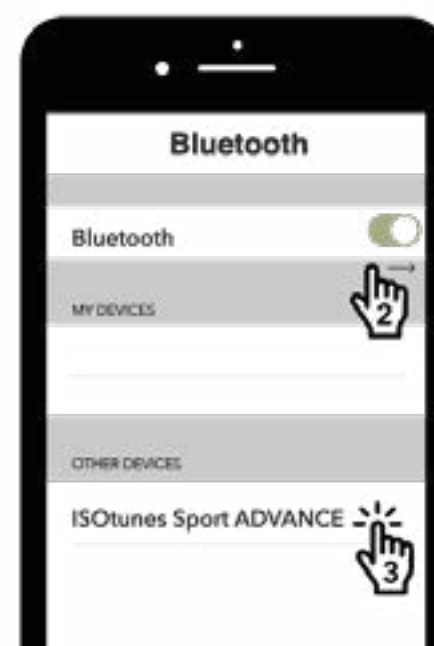 Bluetooth
Bluetooth
2
MY DEVICES
OTHER DEVICES
ISOtunes Sport ADVANCE
3